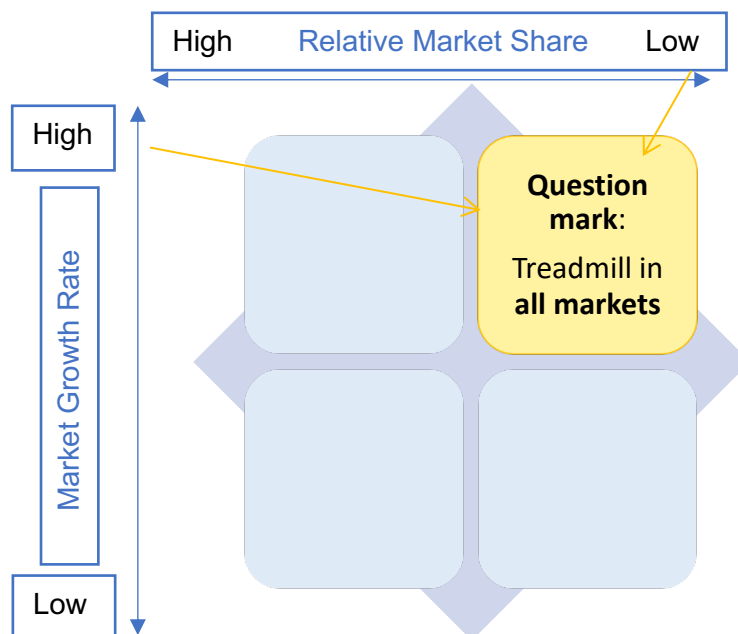 High Relative Market Share Low
High
Question
mark:
Treadmill in
all markets
Market Growth Rate
Low